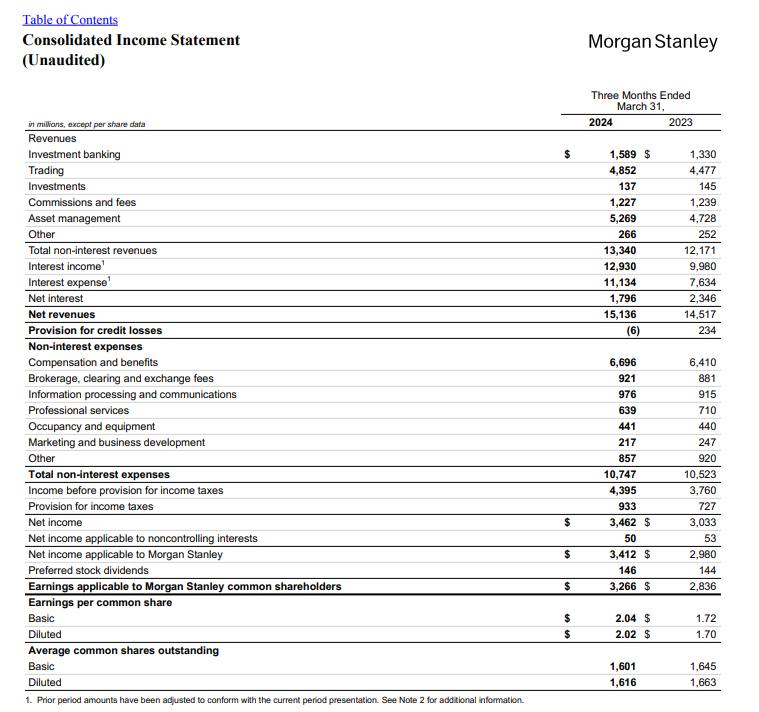 Table of Contents
Consolidated Income Statement
(Unaudited)
Morgan Stanley
Three Months Ended
March 31,
in millions, except per share data 2024 2023
Revenues
Investment banking $ 1,589 $ 1,330
Trading 4,852 4,477
Investments 137 145
Commissions and fees 1,227 1,239
Asset management 5,269 4,728
Other 266 252
Total non-interest revenues 13,340 12,171
Interest income1 12,930 9,980
Interest expense1 11,134 7,634
Net interest 1,796 2,346
Net revenues 15,136 14,517
Provision for credit losses (6) 234
Non-interest expenses
Compensation and benefits 6,696 6,410
Brokerage, clearing and exchange fees 921 881
Information processing and communications 976 915
Professional services 639 710
Occupancy and equipment 441 440
Marketing and business development 217 247
Other 857 920
Total non-interest expenses 10,747 10,523
Income before provision for income taxes 4,395 3,760
Provision for income taxes 933 727
Net income $ 3,462 $ 3,033
Net income applicable to noncontrolling interests 50 53
Net income applicable to Morgan Stanley $ 3,412 $ 2,980
Preferred stock dividends 146 144
Earnings applicable to Morgan Stanley common shareholders $ 3,266 $ 2,836
Earnings per common share
Basic $ 2.04 $ 1.72
Diluted $ 2.02 $ 1.70
Average common shares outstanding
Basic 1,601 1,645
Diluted 1,616 1,663
1. Prior period amounts have been adjusted to conform with the current period presentation. See Note 2 for additional information.